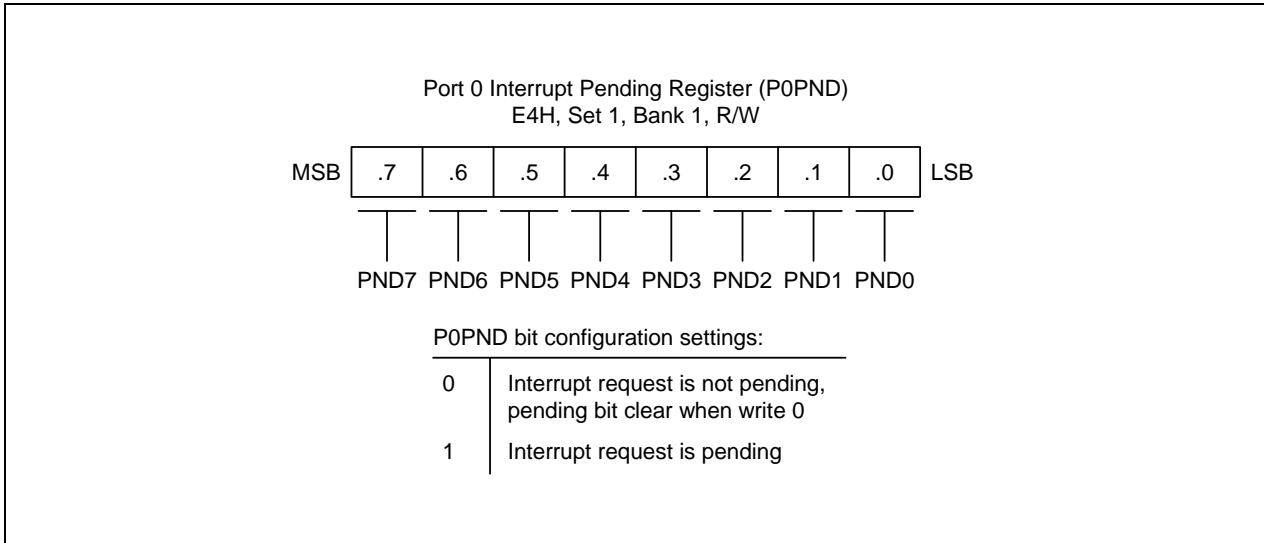 Port 0 Interrupt Pending Register (P0PND)
E4H, Set 1, Bank 1, R/W
MSB .7 .6 .5 .4 .3 .2 .1 .0 LSB
PND7 PND6 PND5 PND4 PND3 PND2 PND1 PND0
P0PND bit configuration settings:
0 Interrupt request is not pending,
pending bit clear when write 0
1 Interrupt request is pending